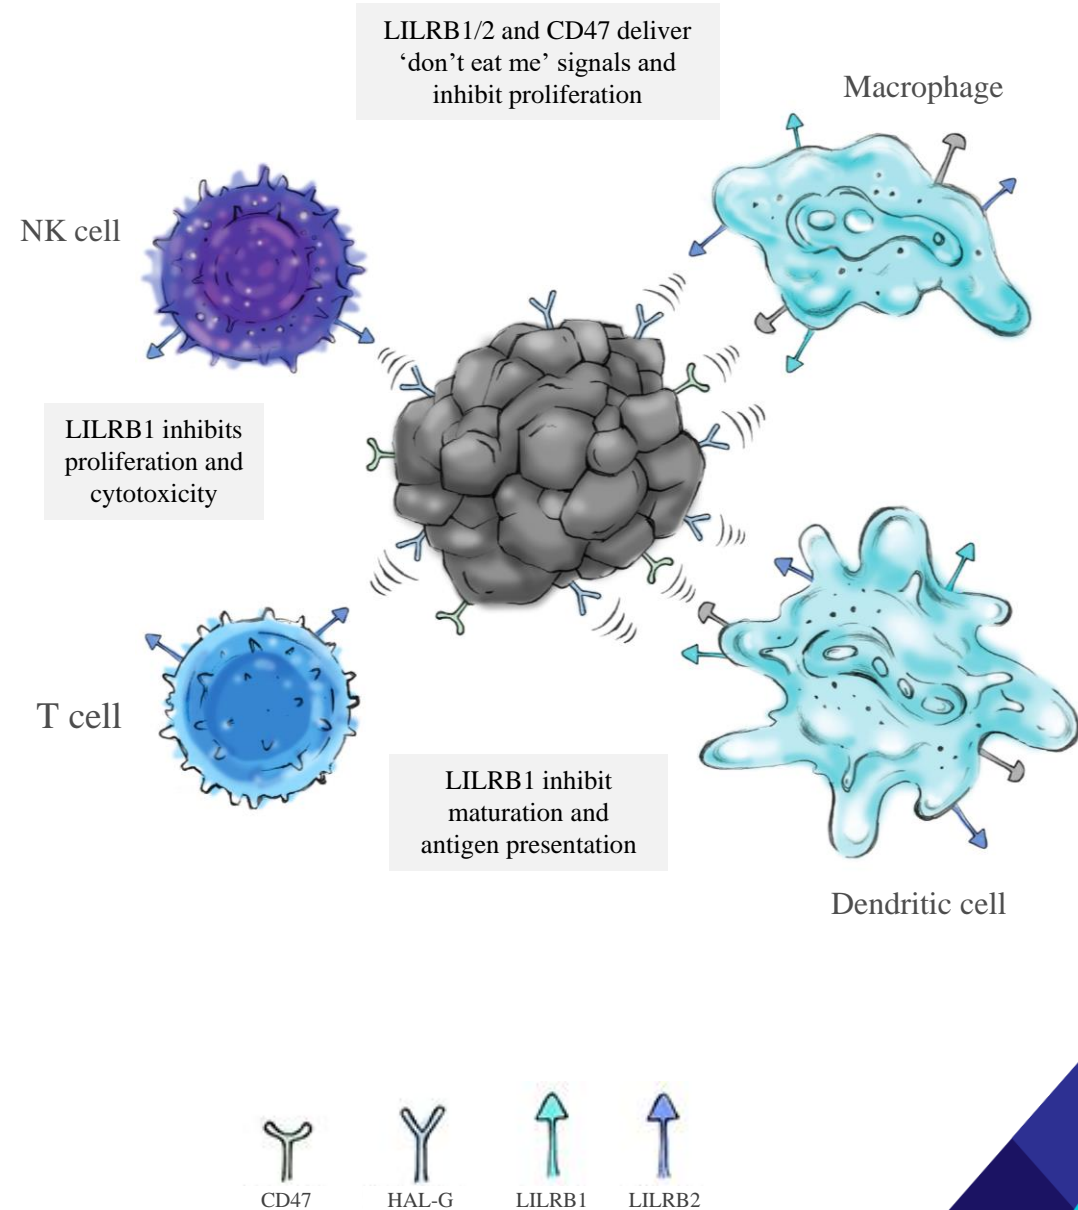 LILRB1/2 and CD47 deliver
‘don’t eat me’ signals and
inhibit proliferation
Macrophage
NK cell
LILRB1 inhibits
proliferation and
cytotoxicity
T cell
LILRB1 inhibit
maturation and
antigen presentation
Dendritic cell
CD47
HAL-G
LILRB1
LILRB2